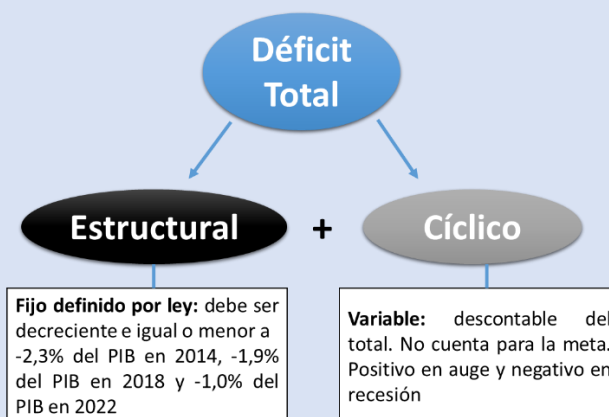 Déficit
Total
Estructural
+
Cíclico
Fijo definido por ley: debe ser
decreciente e igual o menor a
-2,3% del PIB en 2014, -1,9%
del PIB en 2018 y -1,0% del
PIB en 2022
Variable: descontable del
total. No cuenta para la meta.
Positivo en auge y negativo en
recesión